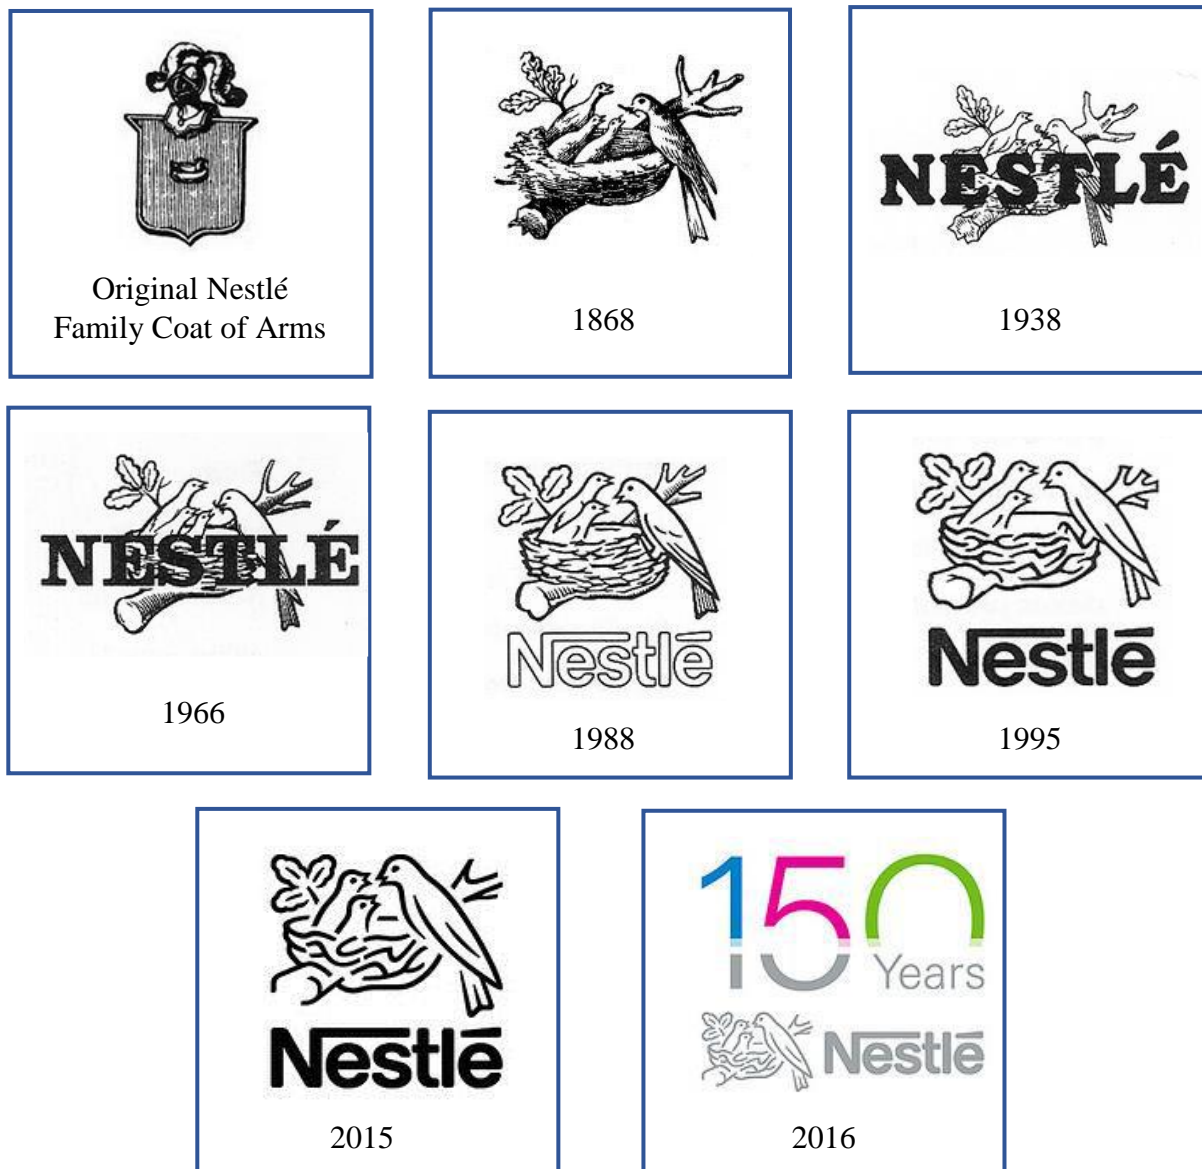 Original Nestlé
Family Coat of Arms
1868
NESTLÉ
1938
NESTLÉ
1966
Nestlé
1988
Nestlé
1995
Nestlé
2015
150
Years
Nestlé
2016